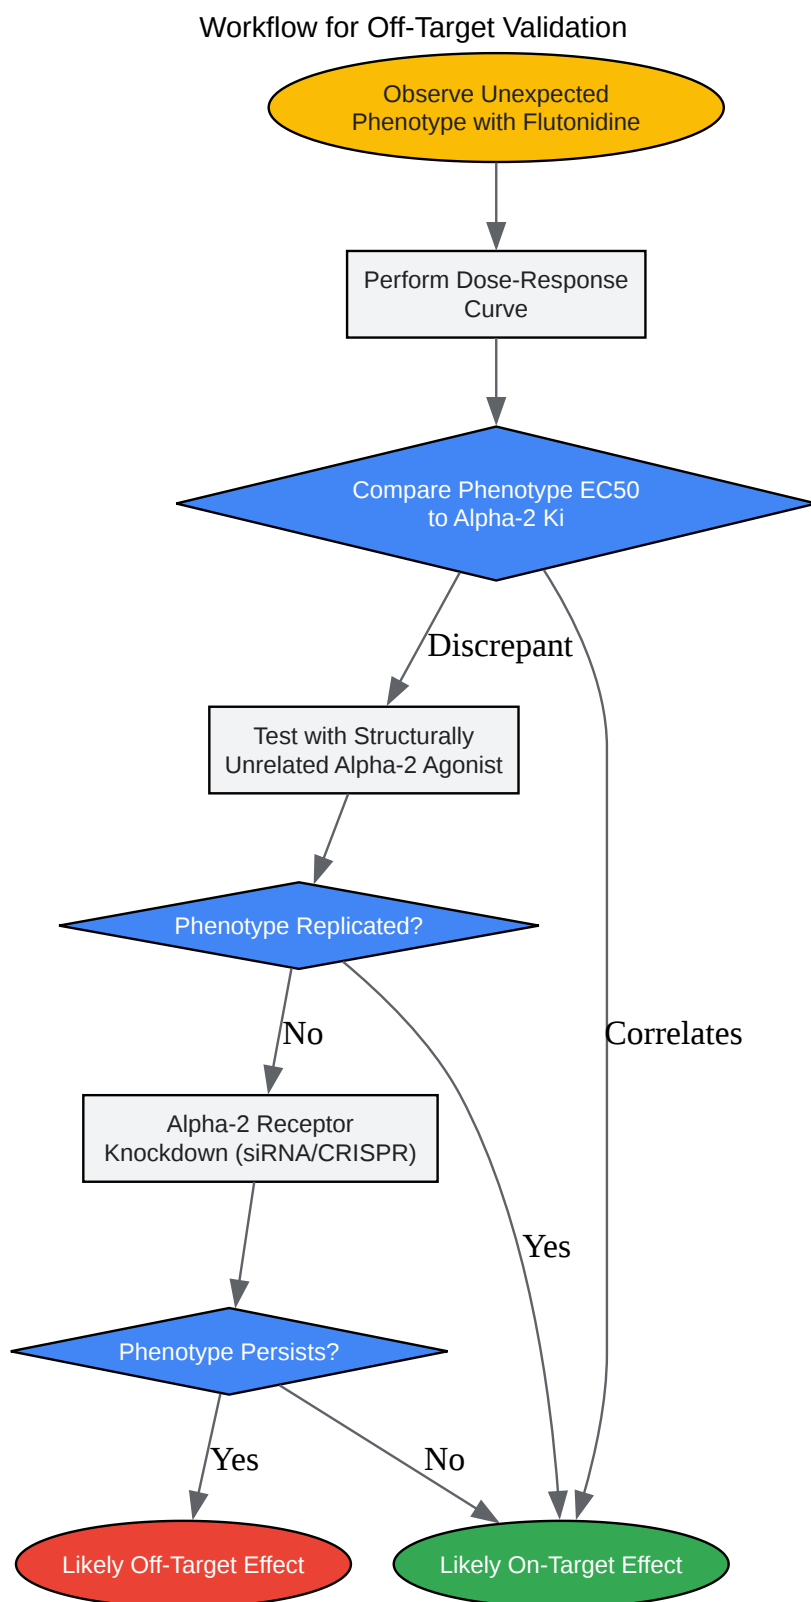 Workflow for Off-Target Validation
Observe Unexpected
Phenotype with Flutonidine
Perform Dose-Response
Curve
Compare Phenotype EC50
to Alpha-2 Ki
Discrepant
Test with Structurally
Unrelated Alpha-2 Agonist
Phenotype Replicated?
No
Correlates
Alpha-2 Receptor
Knockdown (siRNA/CRISPR)
Yes
Phenotype Persists?
Yes
No
Likely Off-Target Effect
Likely On-Target Effect